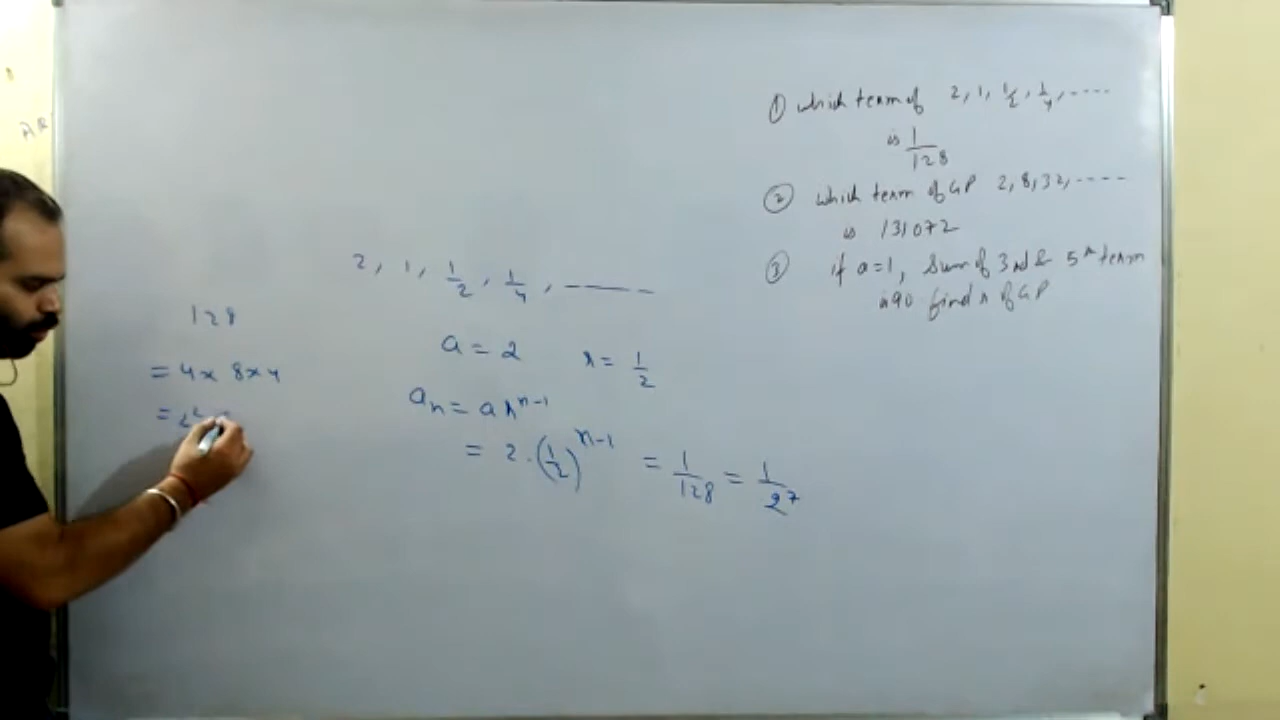 ① which term of 2, 1, 1/2, 1/4, ....
is 1/128
② which term of GP 2, 8, 32, ----
is 131072
③ if a=1, sum of 3rd & 5th term
is 90 find r of GP
2, 1, 1/2, 1/4, ————
a = 2 r = 1/2
aₙ = a rⁿ⁻¹
= 2 · (1/2)ⁿ⁻¹ = 1/128 = 1/2⁷
128
= 4 x 8 x 4
= 2²